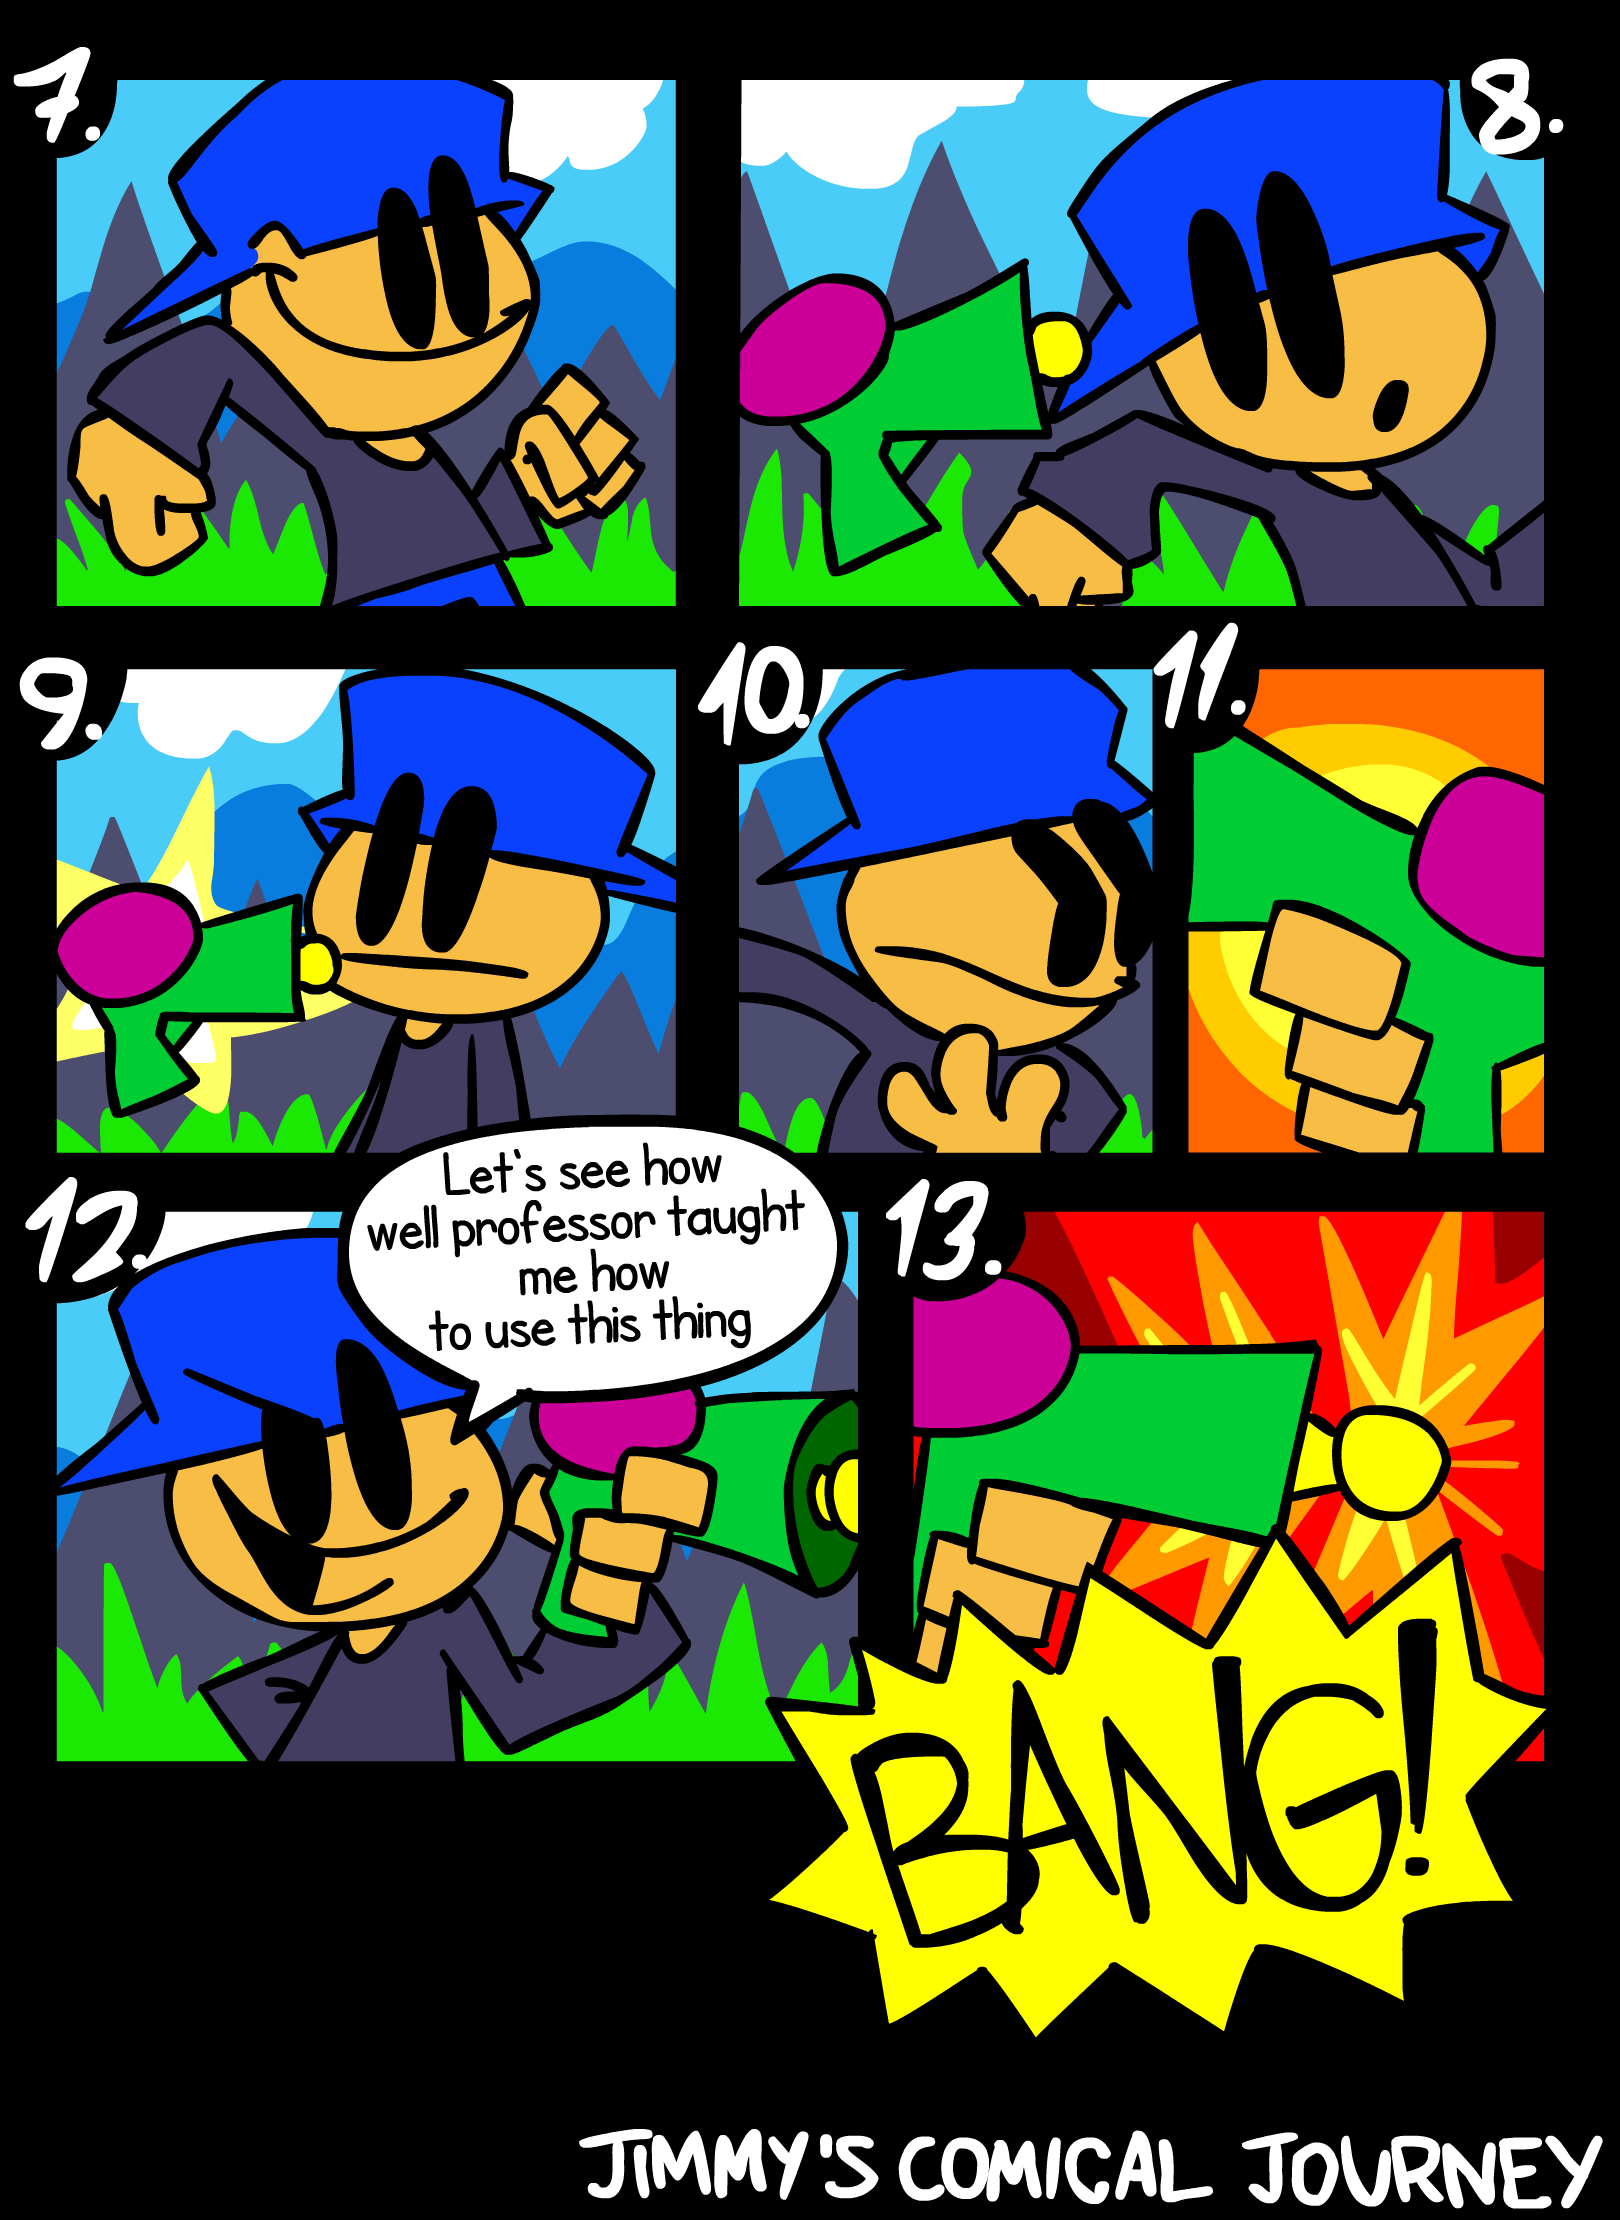 7.
8.
9.
10.
11.
12.
Let's see how
well professor taught
me how
to use this thing
13.
BANG!
JIMMY'S COMICAL JOURNEY